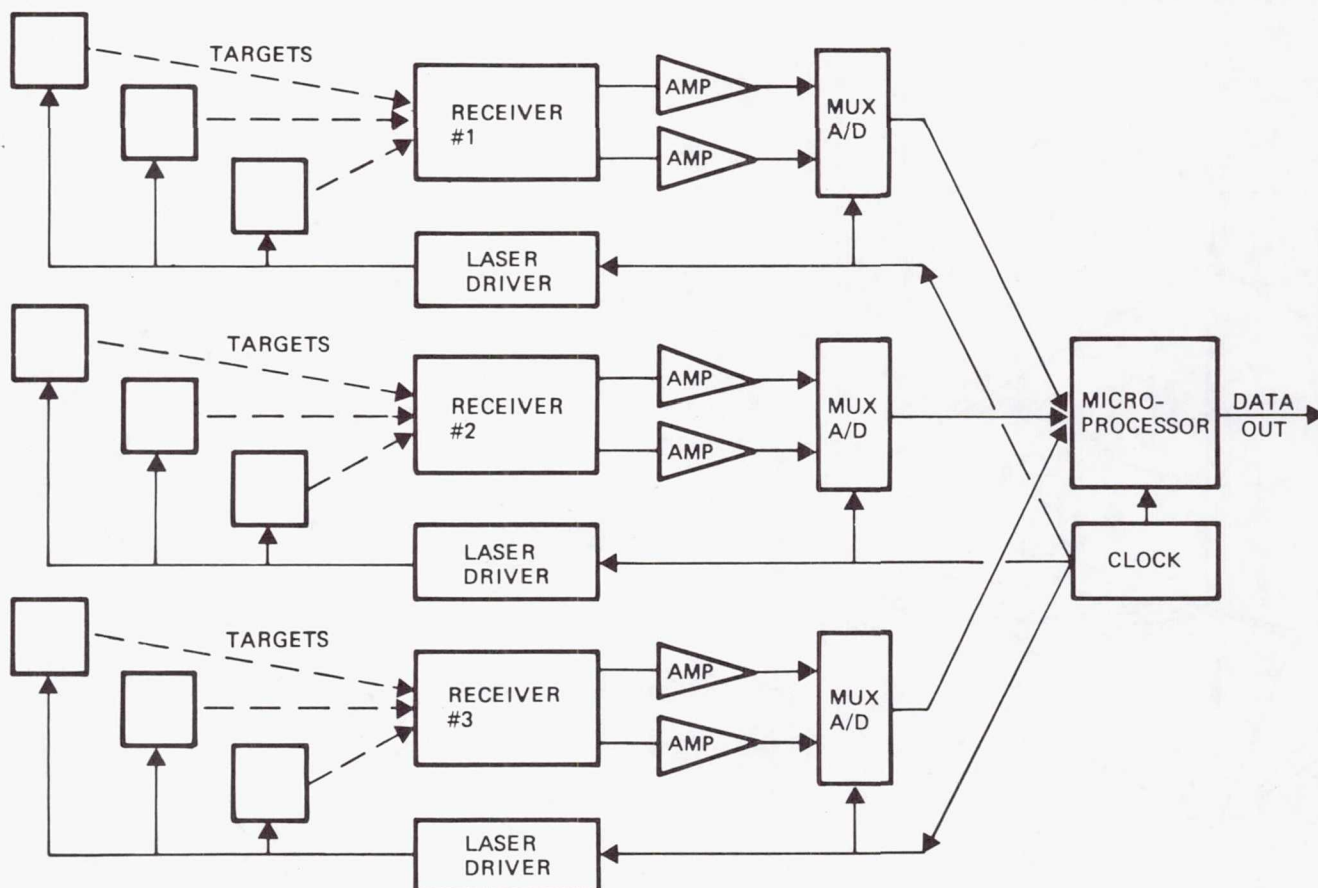 TARGETS
RECEIVER
#1
AMP
AMP
MUX
A/D
LASER
DRIVER
TARGETS
RECEIVER
#2
AMP
AMP
MUX
A/D
LASER
DRIVER
TARGETS
RECEIVER
#3
AMP
AMP
MUX
A/D
LASER
DRIVER
MICRO-
PROCESSOR
DATA
OUT
CLOCK